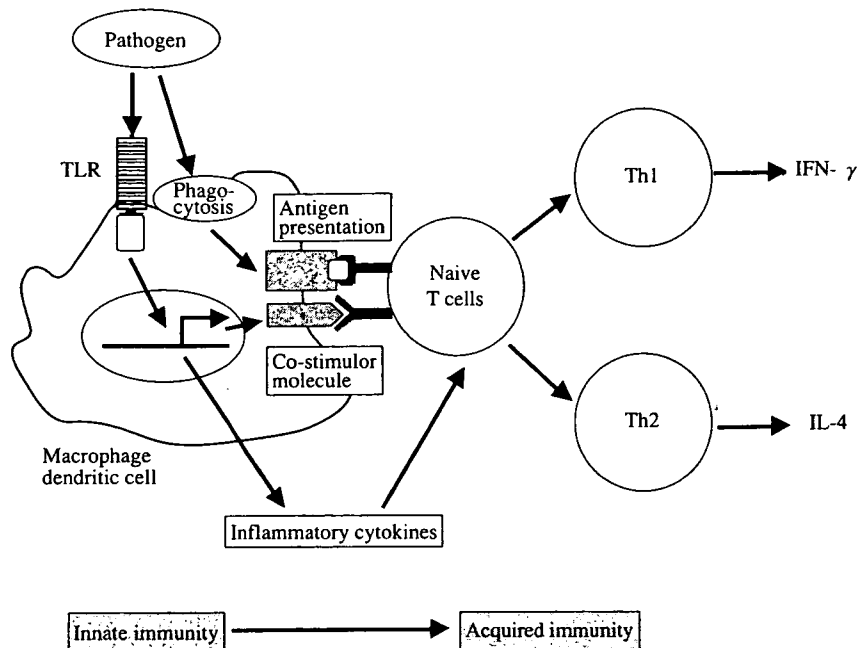 Pathogen
TLR
Phago-
cytosis
Antigen
presentation
Naive
T cells
Th1
IFN- γ
Co-stimulor
molecule
Th2
IL-4
Macrophage
dendritic cell
Inflammatory cytokines
Innate immunity
Acquired immunity